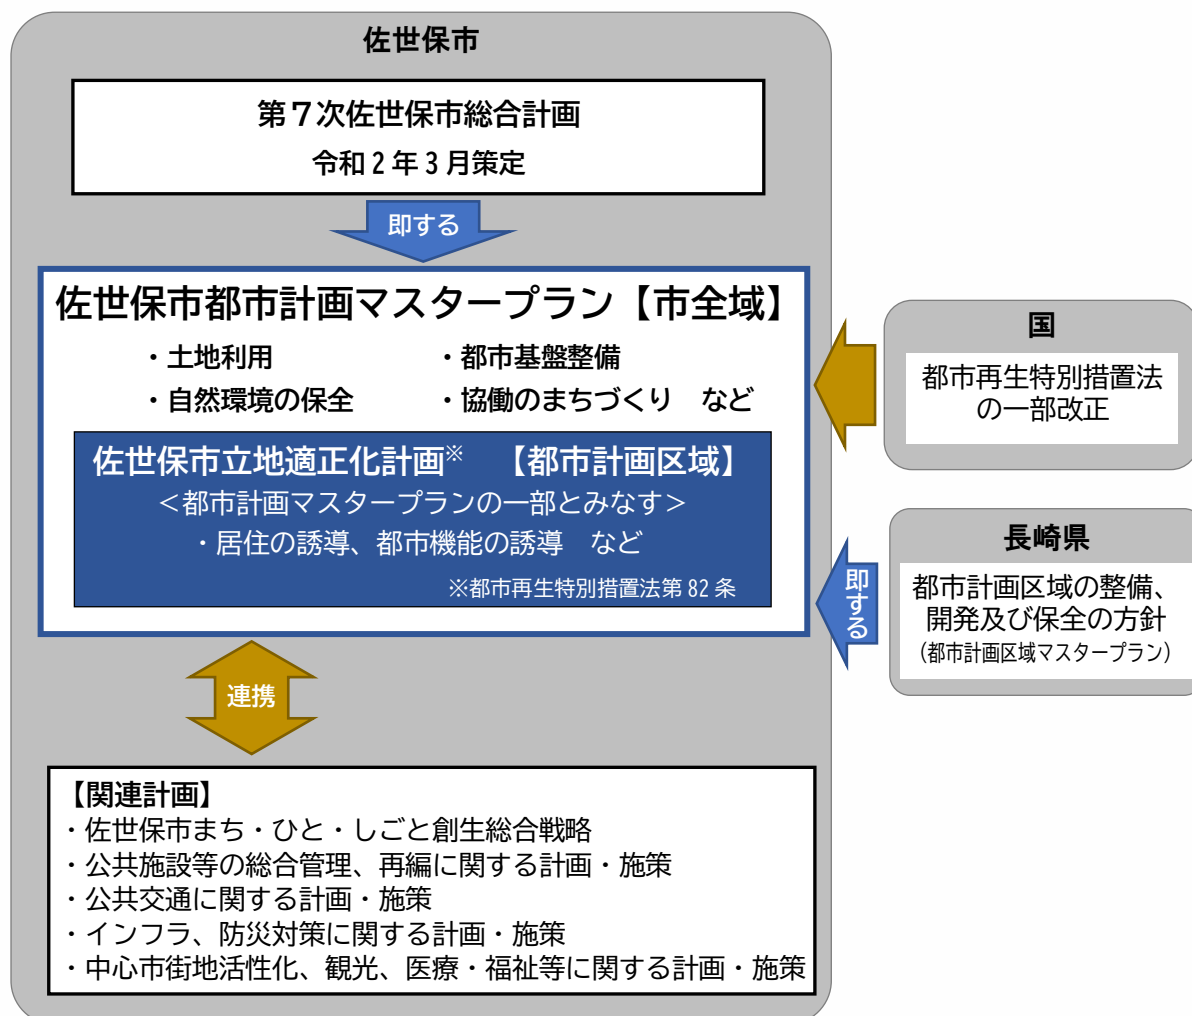 佐世保市
第７次佐世保市総合計画
令和２年３月策定
即する
佐世保市都市計画マスタープラン【市全域】
・土地利用　・都市基盤整備
・自然環境の保全　・協働のまちづくり　など
佐世保市立地適正化計画※　【都市計画区域】
＜都市計画マスタープランの一部とみなす＞
・居住の誘導、都市機能の誘導　など
※都市再生特別措置法第 82 条
連携
【関連計画】
・佐世保市まち・ひと・しごと創生総合戦略
・公共施設等の総合管理、再編に関する計画・施策
・公共交通に関する計画・施策
・インフラ、防災対策に関する計画・施策
・中心市街地活性化、観光、医療・福祉等に関する計画・施策
国
都市再生特別措置法
の一部改正
即する
長崎県
都市計画区域の整備、
開発及び保全の方針
（都市計画区域マスタープラン）